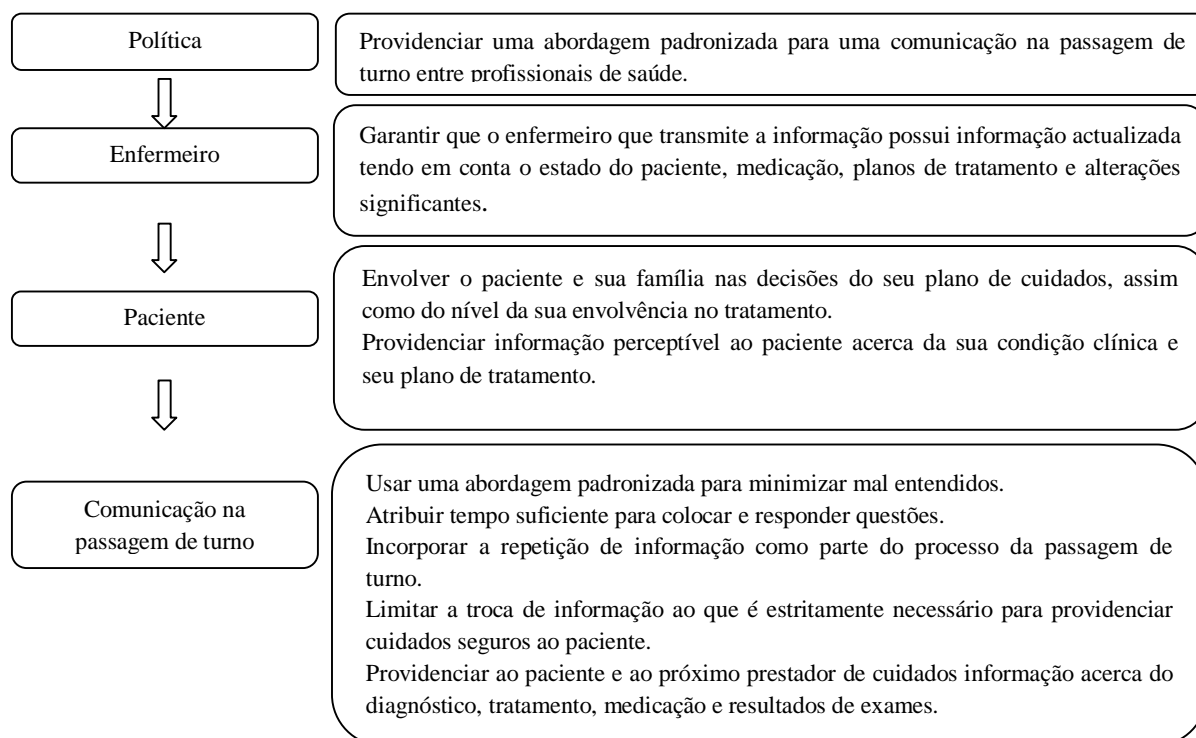 Política
Providenciar uma abordagem padronizada para uma comunicação na passagem de
turno entre profissionais de saúde.
Enfermeiro
Garantir que o enfermeiro que transmite a informação possui informação actualizada
tendo em conta o estado do paciente, medicação, planos de tratamento e alterações
significantes.
Paciente
Envolver o paciente e sua família nas decisões do seu plano de cuidados, assim
como do nível da sua envolvência no tratamento.
Providenciar informação perceptível ao paciente acerca da sua condição clínica e
seu plano de tratamento.
Comunicação na
passagem de turno
Usar uma abordagem padronizada para minimizar mal entendidos.
Atribuir tempo suficiente para colocar e responder questões.
Incorporar a repetição de informação como parte do processo da passagem de
turno.
Limitar a troca de informação ao que é estritamente necessário para providenciar
cuidados seguros ao paciente.
Providenciar ao paciente e ao próximo prestador de cuidados informação acerca do
diagnóstico, tratamento, medicação e resultados de exames.